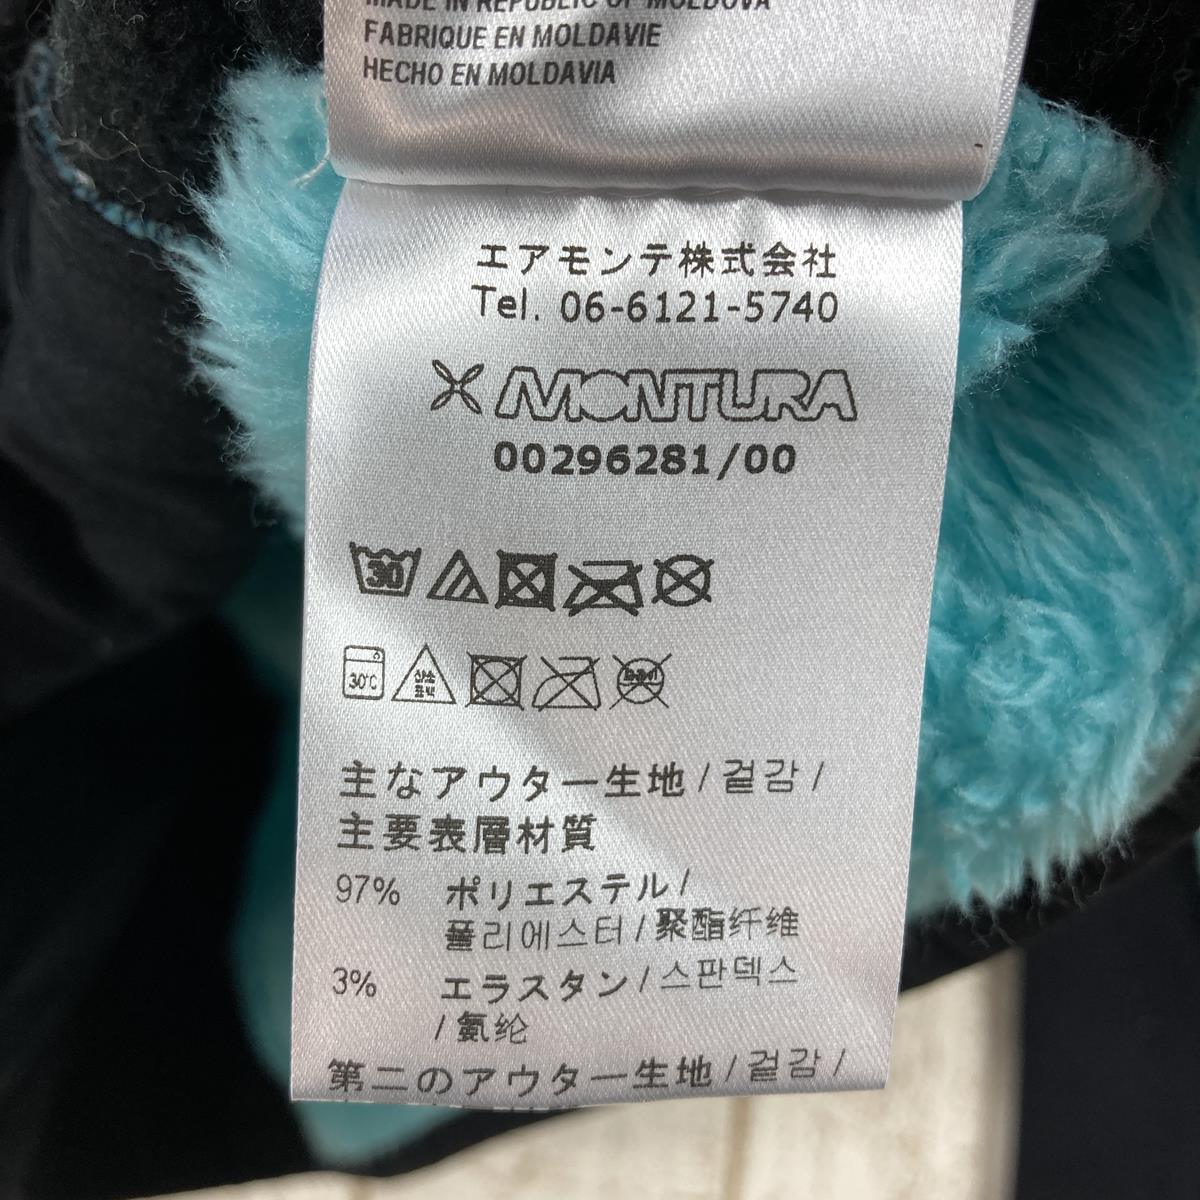 MADE IN REPUBLIC OF MOLDOVA
FABRIQUE EN MOLDAVIE
HECHO EN MOLDAVIA
エアモンテ株式会社
Tel. 06-6121-5740
MONTURA
00296281/00
30
30℃
산소
표백
主なアウター生地/겉감/
主要表層材質
97% ポリエステル/
폴리에스터/聚酯纤维
3% エラスタン/스판덱스
/氨纶
第二のアウター生地/겉감/